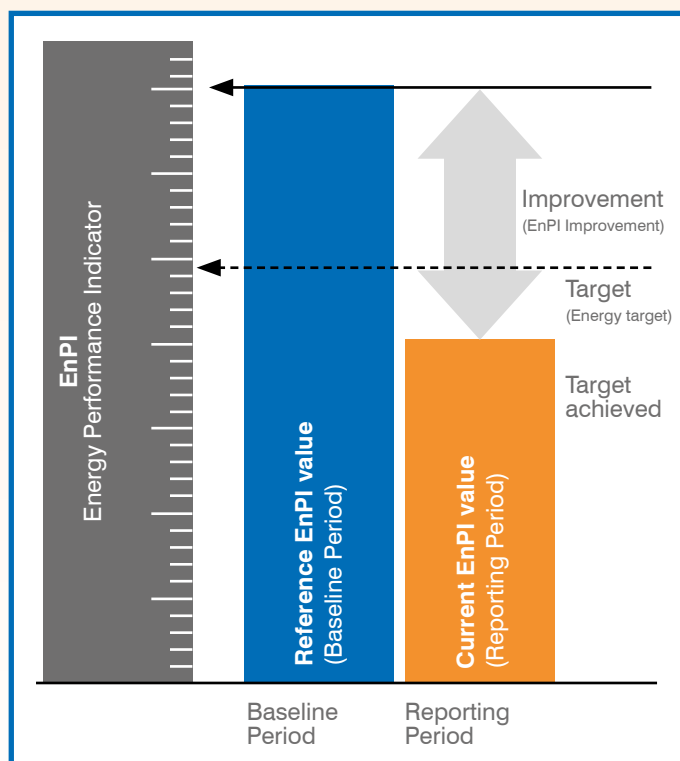 EnPI
Energy Performance Indicator
Reference EnPI value
(Baseline Period)
Current EnPI value
(Reporting Period)
Improvement
(EnPI Improvement)
Target
(Energy target)
Target
achieved
Baseline
Period
Reporting
Period